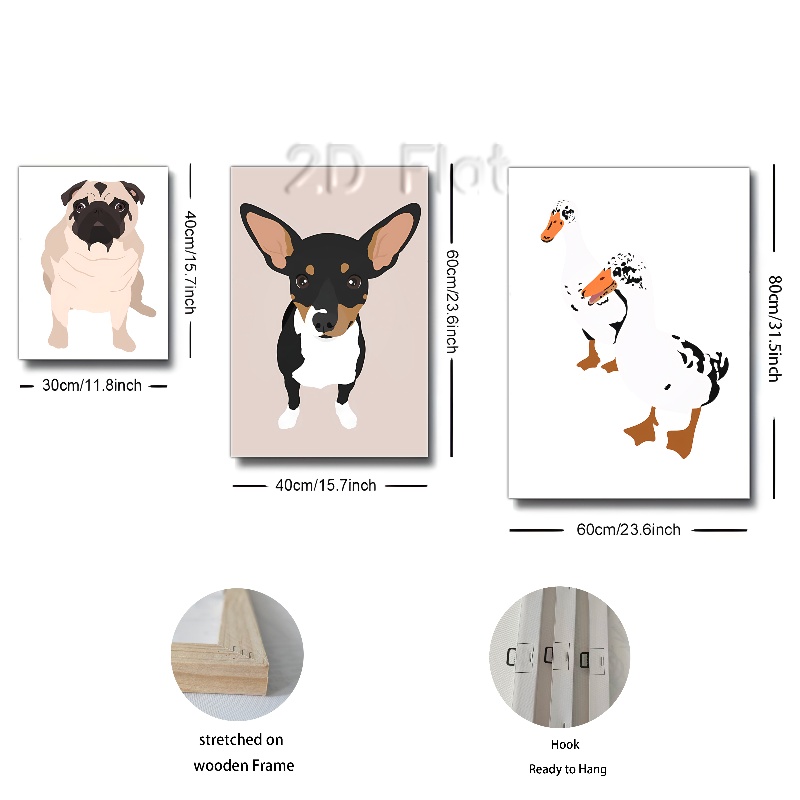 2D Flat
40cm/15.7inch
30cm/11.8inch
60cm/23.6inch
40cm/15.7inch
80cm/31.5inch
60cm/23.6inch
stretched on
wooden Frame
Hook
Ready to Hang